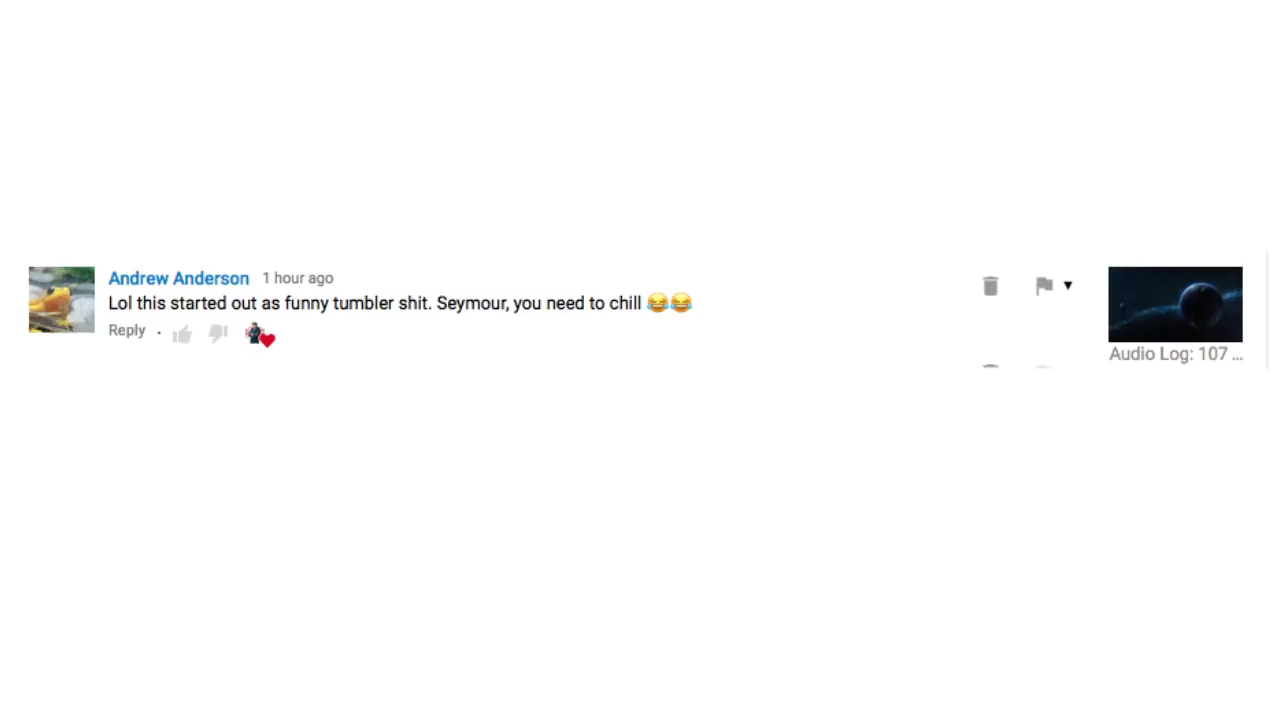 Andrew Anderson 1 hour ago
Lol this started out as funny tumbler shit. Seymour, you need to chill 😂😂
Reply ·
Audio Log: 107 ...